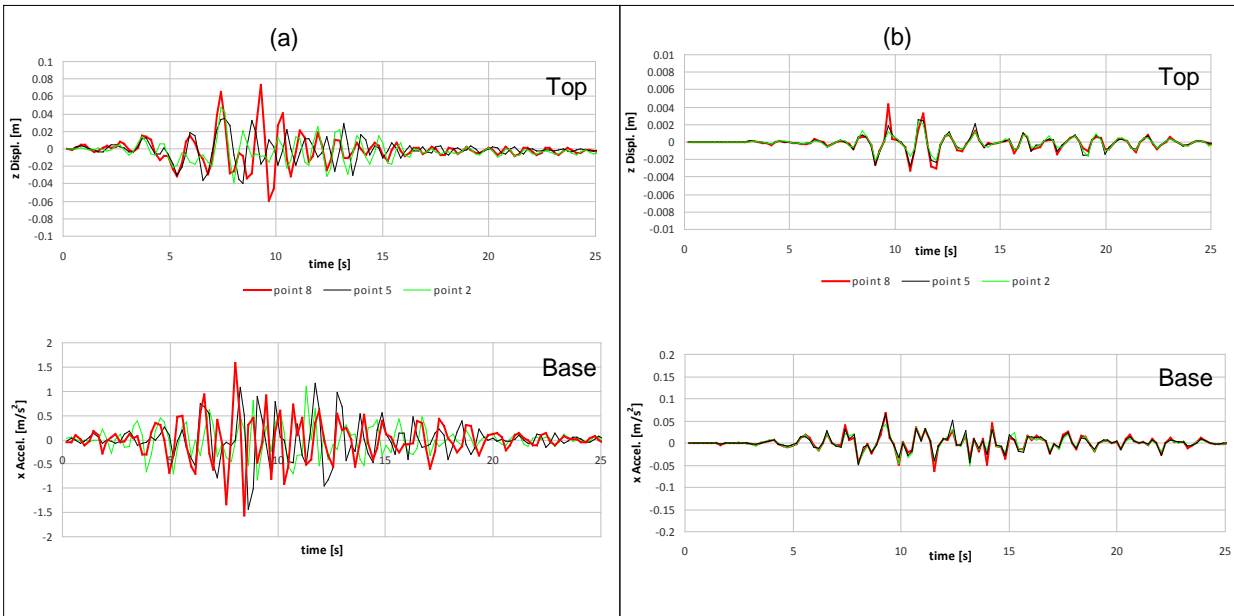 (a)
Top
z Displ. [m]
0.1
0.08
0.06
0.04
0.02
0
-0.02
-0.04
-0.06
-0.08
-0.1
0 5 10 15 20 25
time [s]
point 8 point 5 point 2
Base
x Accel. [m/s²]
2
1.5
1
0.5
0
-0.5
-1
-1.5
-2
0 5 10 15 20 25
time [s]
(b)
Top
z Displ. [m]
0.01
0.008
0.006
0.004
0.002
0
-0.002
-0.004
-0.006
-0.008
-0.01
0 5 10 15 20 25
time [s]
point 8 point 5 point 2
Base
x Accel. [m/s²]
0.2
0.15
0.1
0.05
0
-0.05
-0.1
-0.15
-0.2
0 5 10 15 20 25
time [s]